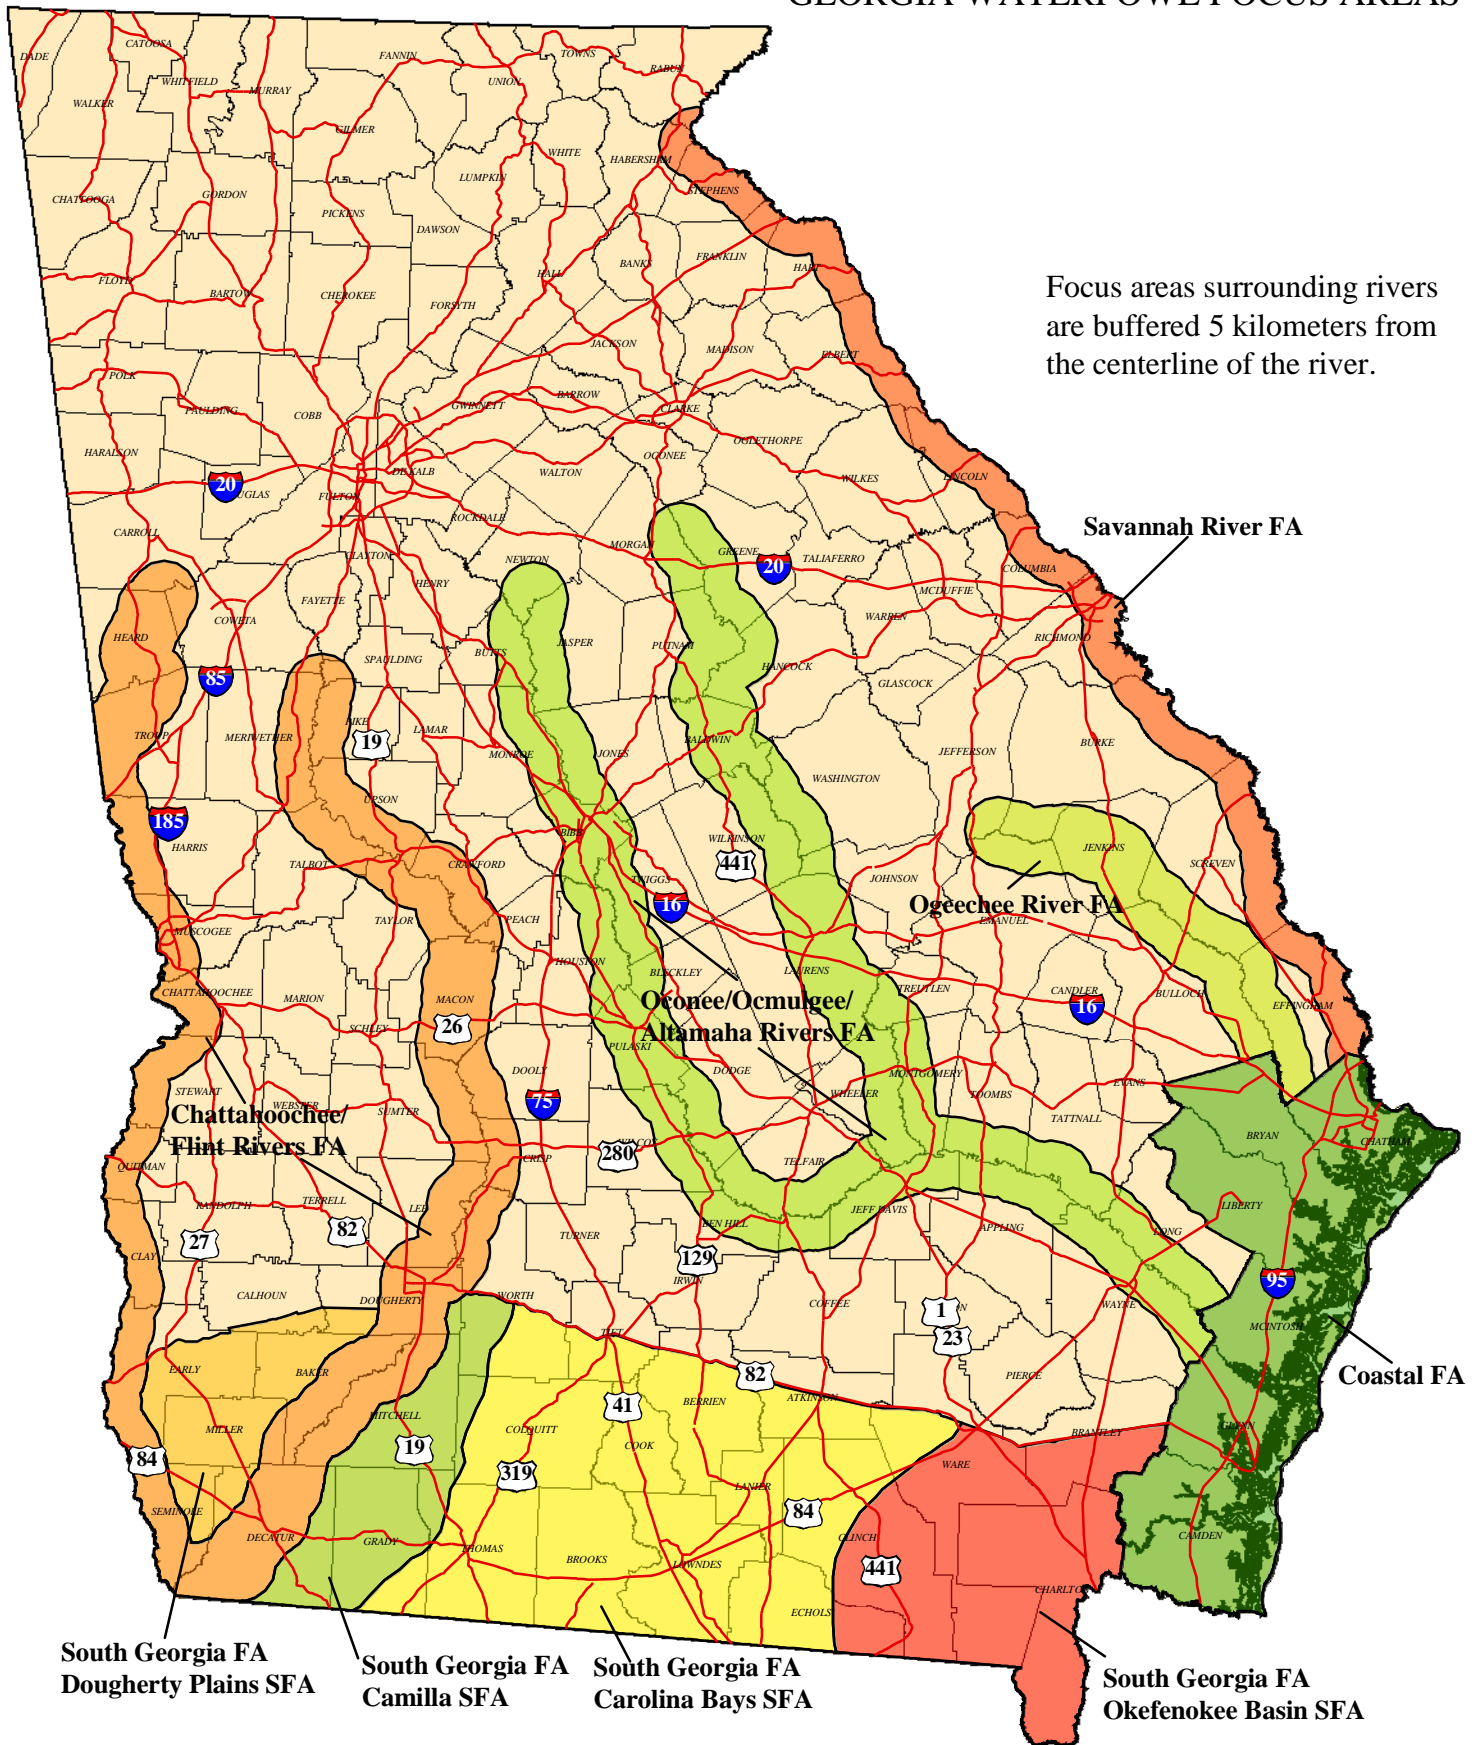 GEORGIA WATERFOWL FOCUS AREAS
DADE
CATOOSA
WHITFIELD
MURRAY
FANNIN
UNION
TOWNS
RABUN
WALKER
GILMER
WHITE
HABERSHAM
STEPHENS
LUMPKIN
CHATTOOGA
GORDON
PICKENS
DAWSON
BANKS
FRANKLIN
HART
HALL
FLOYD
BARTOW
CHEROKEE
FORSYTH
Focus areas surrounding rivers
are buffered 5 kilometers from
the centerline of the river.
JACKSON
MADISON
ELBERT
POLK
PAULDING
COBB
GWINNETT
BARROW
CLARKE
HARALSON
DE KALB
WALTON
OCONEE
OGLETHORPE
WILKES
LINCOLN
20
UGLAS
FULTON
ROCKDALE
CARROLL
CLAYTON
HENRY
NEWTON
MORGAN
GREENE
20
TALIAFERRO
COLUMBIA
MCDUFFIE
Savannah River FA
HEARD
COWETA
FAYETTE
SPAULDING
BUTTS
JASPER
PUTNAM
HANCOCK
WARREN
RICHMOND
GLASCOCK
85
TROUP
MERIWETHER
PIKE
19
LAMAR
MONROE
JONES
BALDWIN
WASHINGTON
JEFFERSON
BURKE
185
HARRIS
UPSON
TALBOT
CRAWFORD
BIBB
WILKINSON
441
TWIGGS
16
JOHNSON
JENKINS
SCREVEN
Ogeechee River FA
EMANUEL
MUSCOGEE
TAYLOR
PEACH
HOUSTON
BLECKLEY
LAURENS
TREUTLEN
CANDLER
16
BULLOCH
EFFINGHAM
CHATTAHOOCHEE
MARION
MACON
26
SCHLEY
Oconee/Ocmulgee/
Altamaha Rivers FA
PULASKI
DODGE
WHEELER
MONTGOMERY
TOOMBS
EVANS
TATTNALL
STEWART
WEBSTER
SUMTER
DOOLY
75
Chattahoochee/
Flint Rivers FA
280
WILCOX
CRISP
TELFAIR
BRYAN
CHATHAM
QUITMAN
RANDOLPH
TERRELL
LEE
27
82
CLAY
TURNER
BEN HILL
129
IRWIN
JEFF DAVIS
APPLING
LONG
LIBERTY
95
CALHOUN
DOUGHERTY
WORTH
TIFT
COFFEE
1
N
23
WAYNE
MCINTOSH
EARLY
BAKER
82
PIERCE
Coastal FA
MITCHELL
MILLER
19
COLQUITT
41
BERRIEN
ATKINSON
BRANTLEY
GLYNN
84
319
COOK
LANIER
WARE
SEMINOLE
DECATUR
GRADY
THOMAS
BROOKS
LOWNDES
84
CLINCH
441
CAMDEN
CHARLTON
ECHOLS
South Georgia FA
Dougherty Plains SFA
South Georgia FA
Camilla SFA
South Georgia FA
Carolina Bays SFA
South Georgia FA
Okefenokee Basin SFA